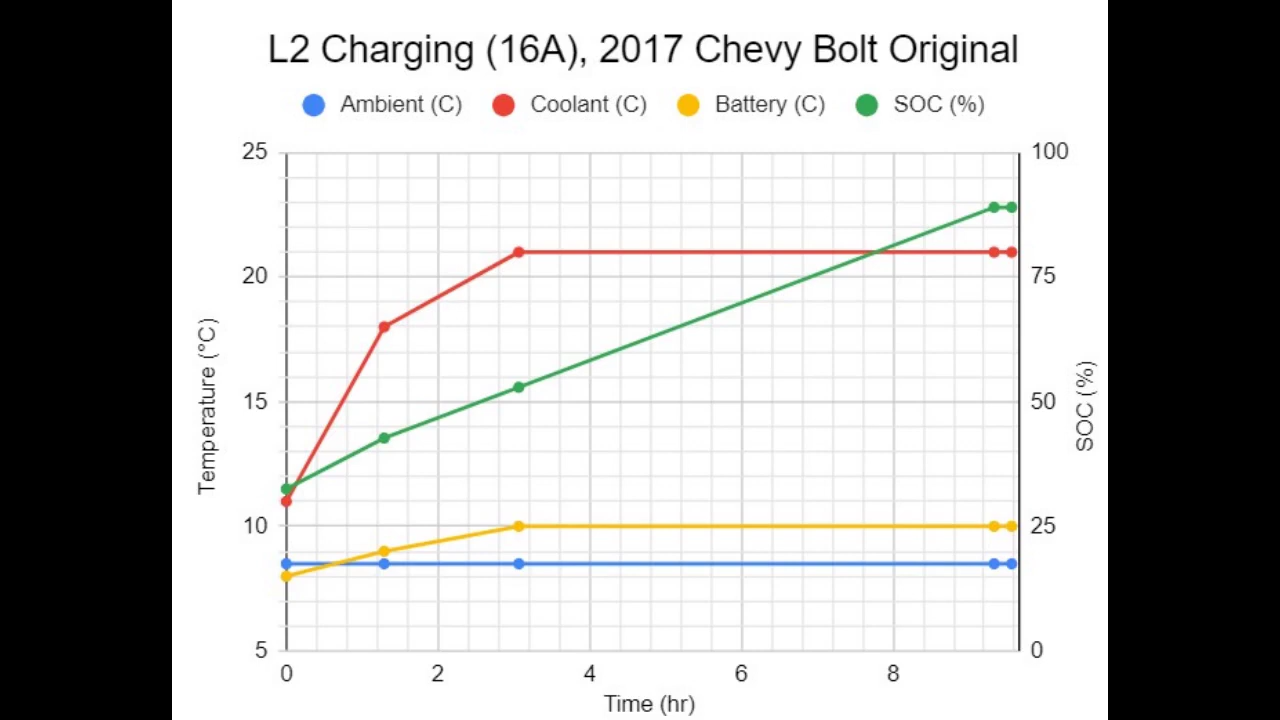 L2 Charging (16A), 2017 Chevy Bolt Original
Ambient (C) Coolant (C) Battery (C) SOC (%)
25 100
20 75
15 50
10 25
5 0
Temperature (°C)
SOC (%)
0 2 4 6 8
Time (hr)